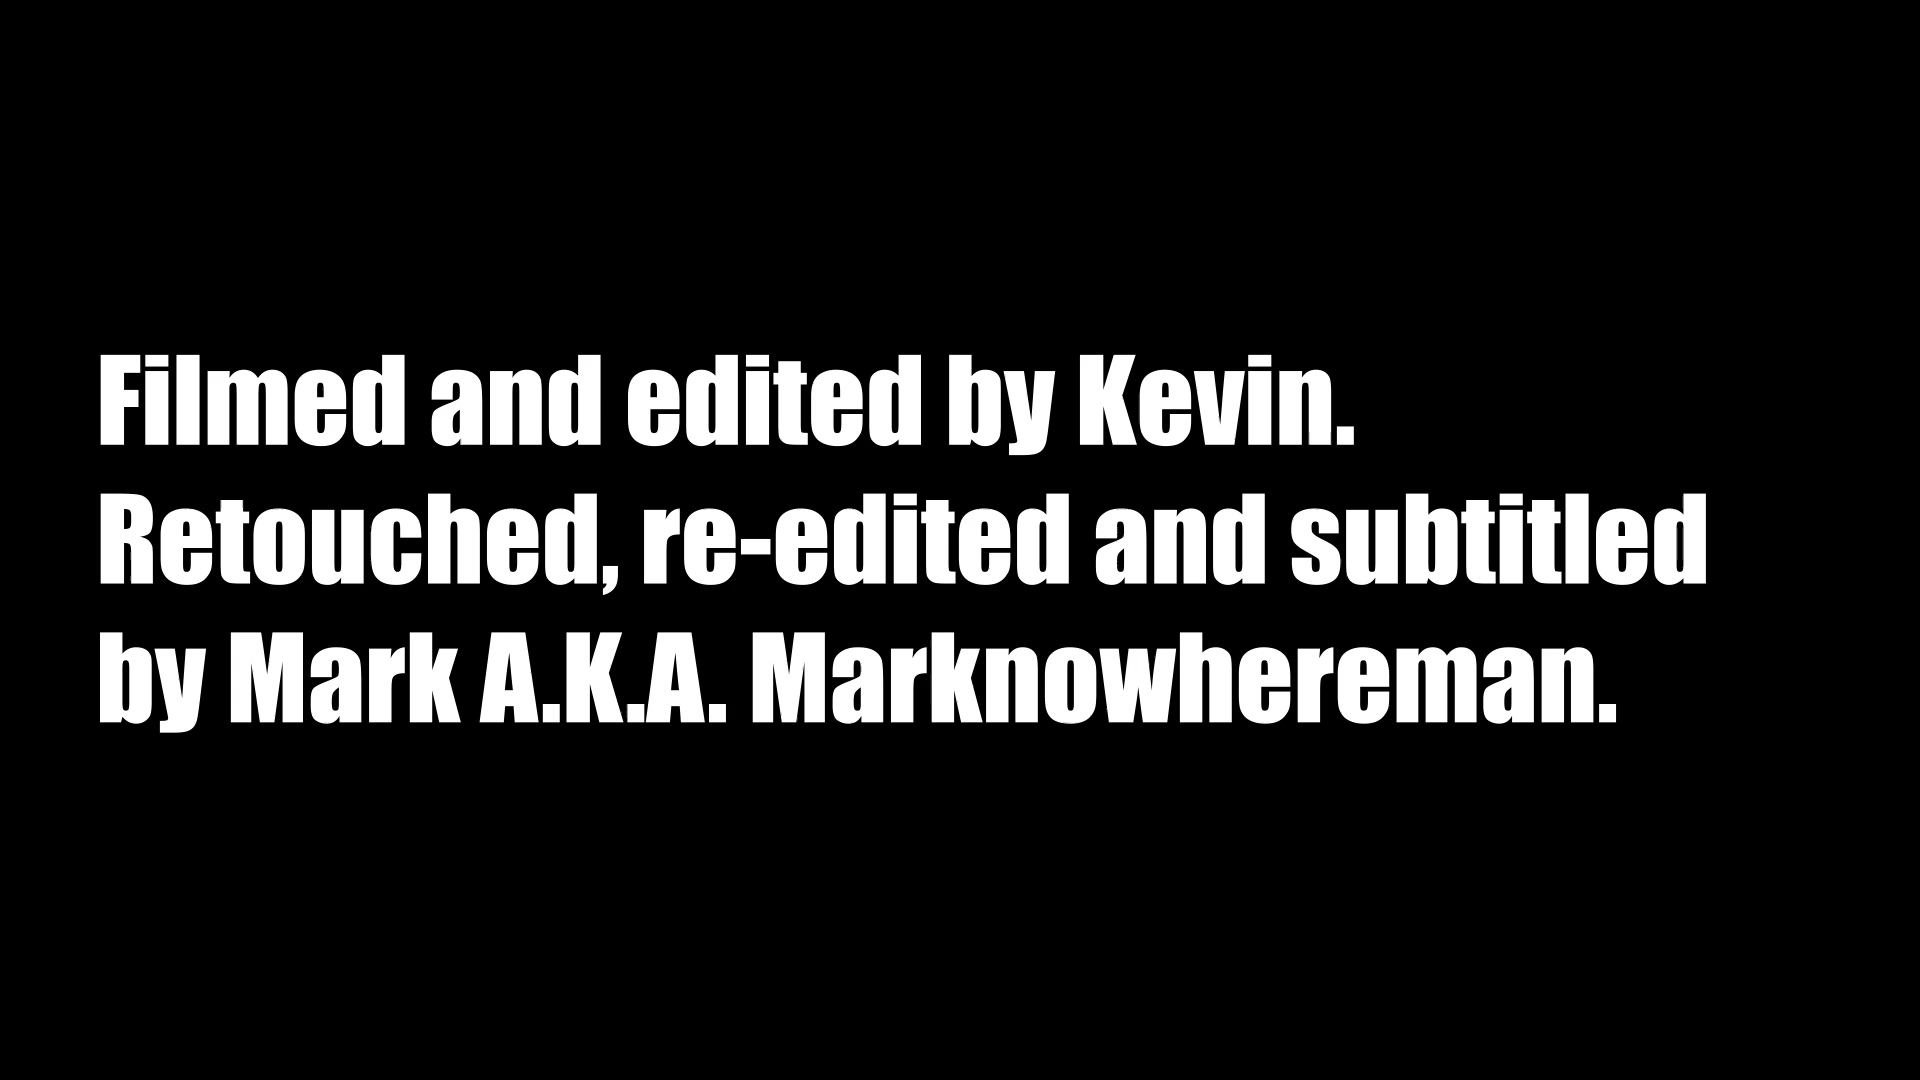 Filmed and edited by Kevin.
Retouched, re-edited and subtitled
by Mark A.K.A. Marknowhereman.